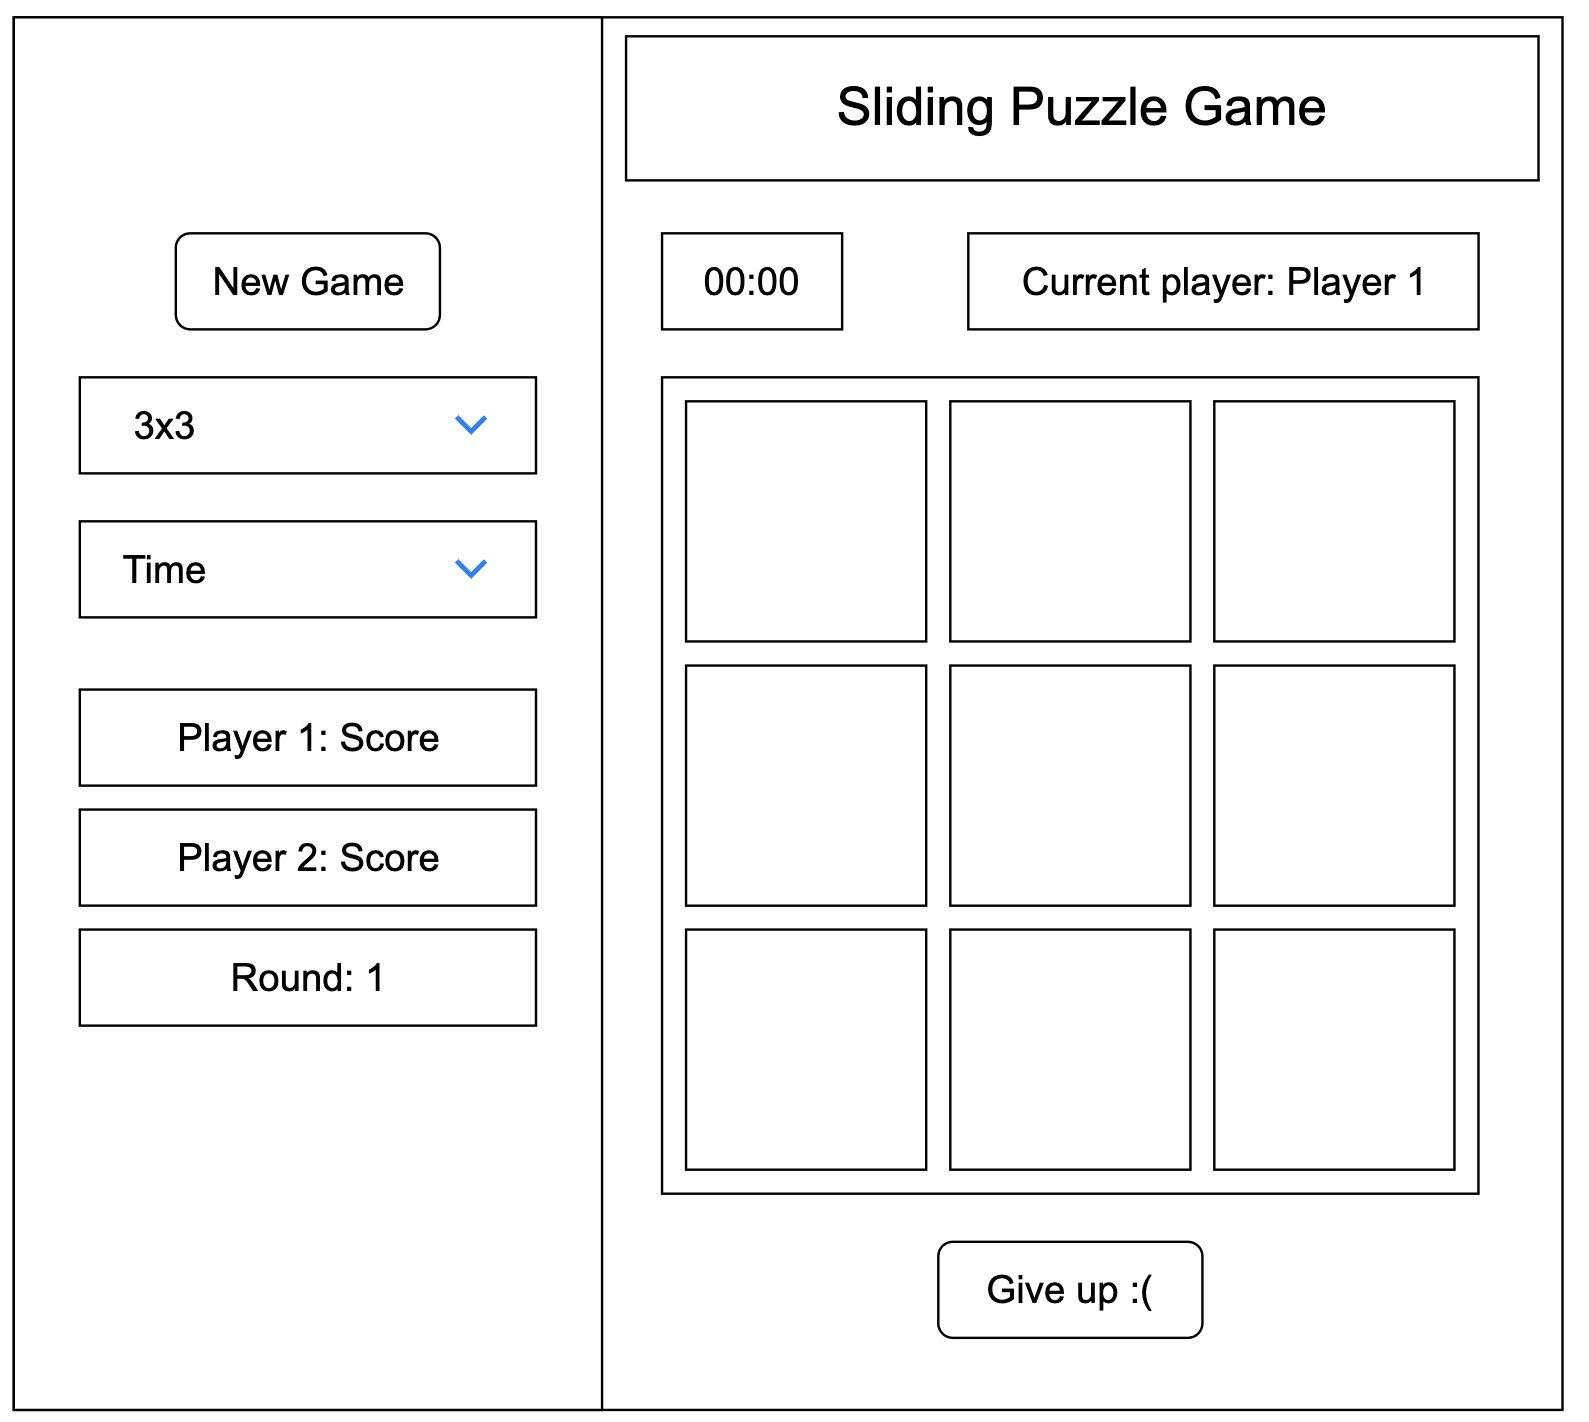 New Game
3x3
Time
Player 1: Score
Player 2: Score
Round: 1
Sliding Puzzle Game
00:00
Current player: Player 1
Give up :(